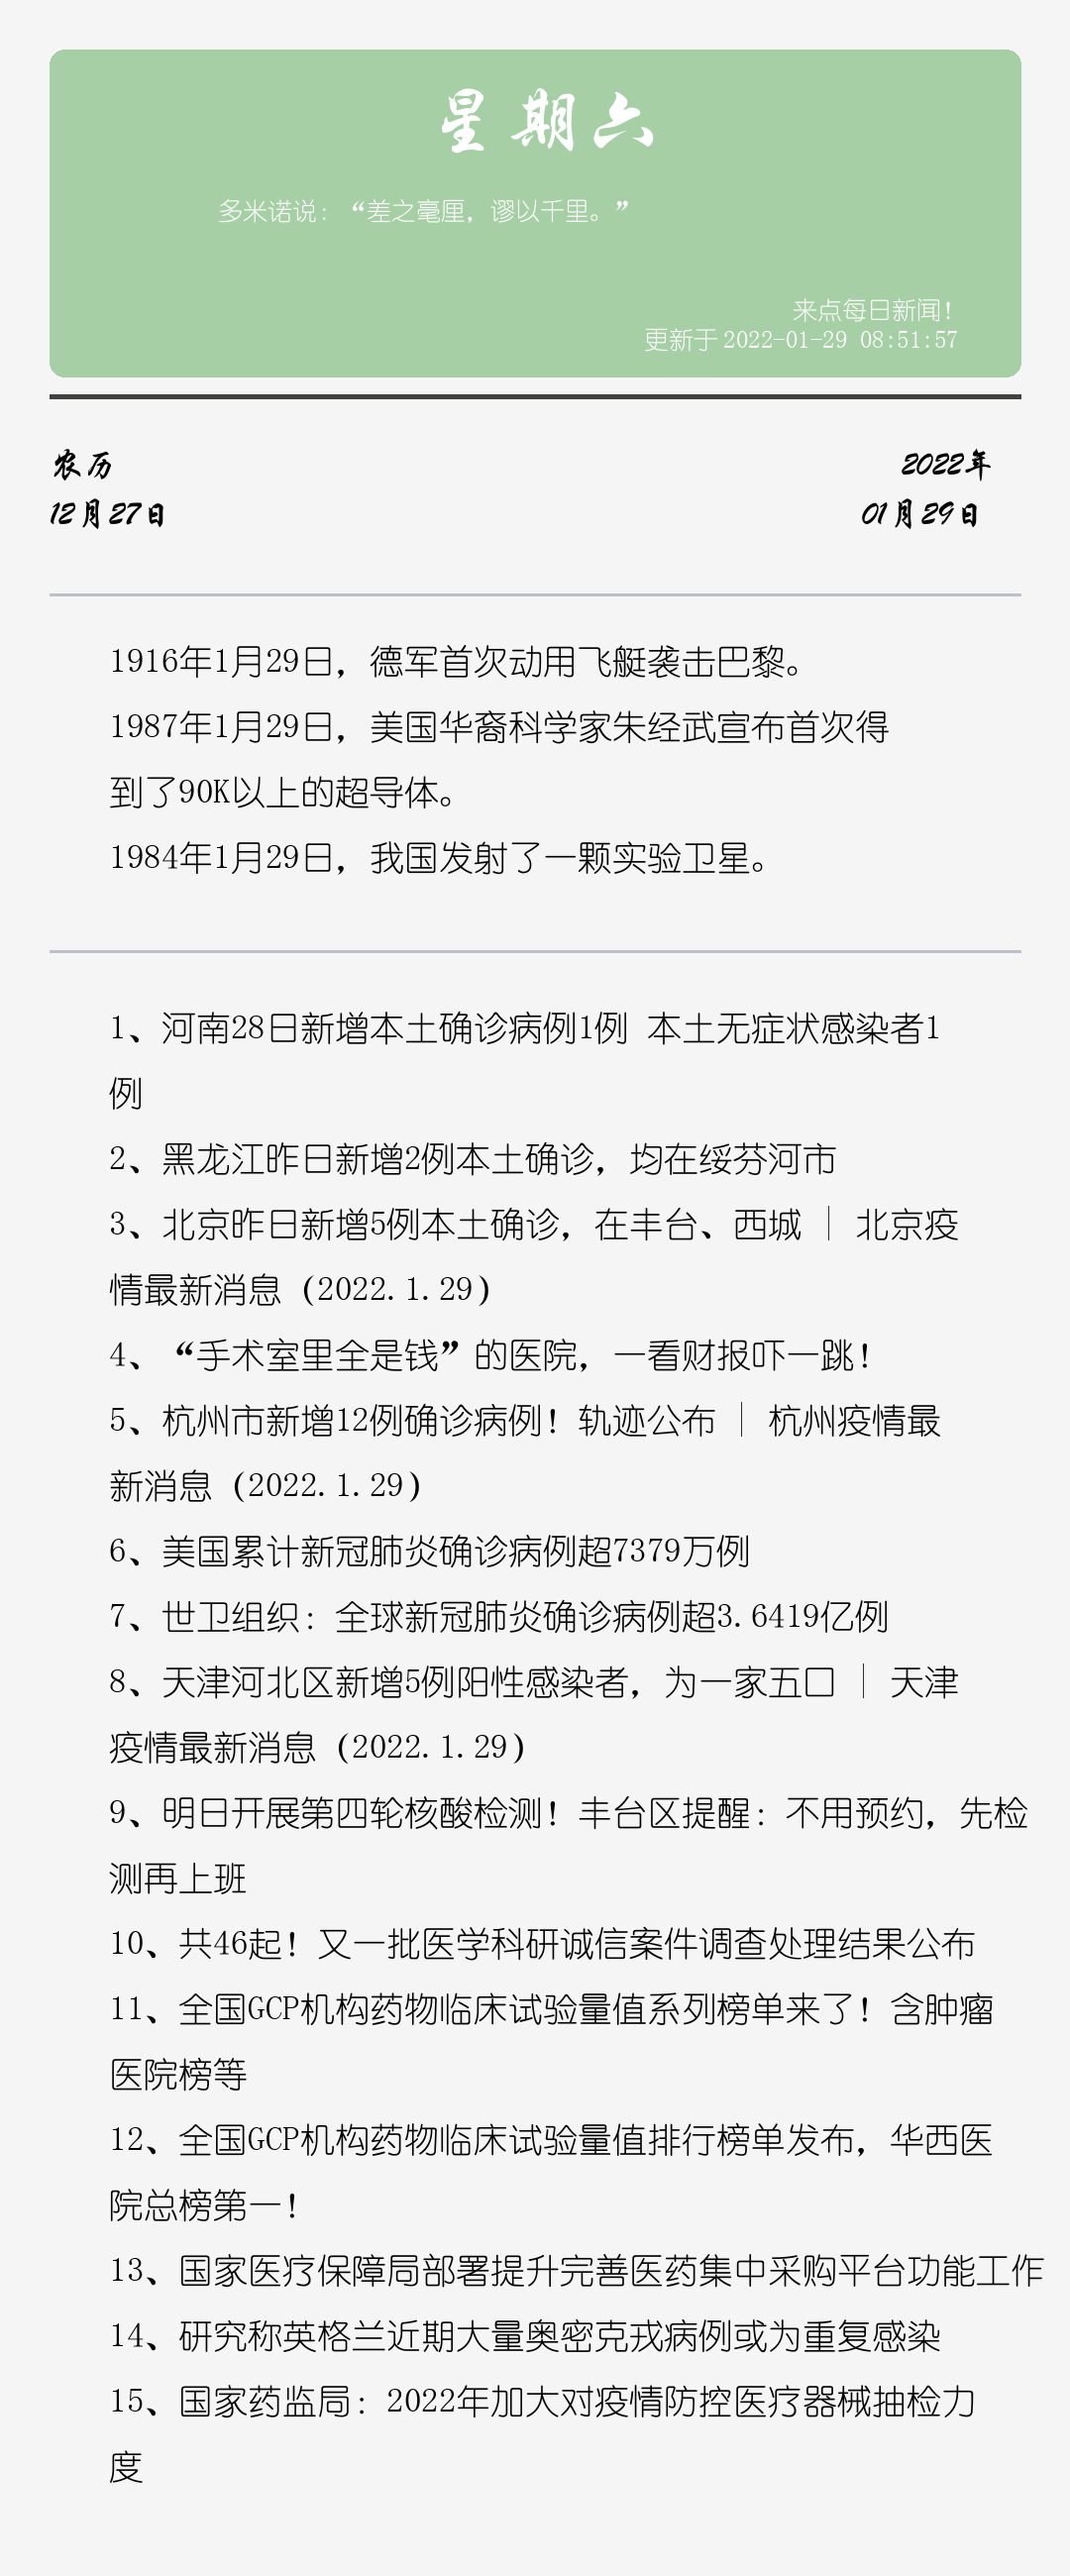 星期六
多米诺说：“差之毫厘，谬以千里。”
来点每日新闻！
更新于 2022-01-29 08:51:57
农历
2022年
12月27日
01月29日
1916年1月29日，德军首次动用飞艇袭击巴黎。
1987年1月29日，美国华裔科学家朱经武宣布首次得
到了90K以上的超导体。
1984年1月29日，我国发射了一颗实验卫星。
1、河南28日新增本土确诊病例1例 本土无症状感染者1
例
2、黑龙江昨日新增2例本土确诊，均在绥芬河市
3、北京昨日新增5例本土确诊，在丰台、西城｜北京疫
情最新消息（2022.1.29）
4、“手术室里全是钱”的医院，一看财报吓一跳！
5、杭州市新增12例确诊病例！轨迹公布｜杭州疫情最
新消息（2022.1.29）
6、美国累计新冠肺炎确诊病例超7379万例
7、世卫组织：全球新冠肺炎确诊病例超3.6419亿例
8、天津河北区新增5例阳性感染者，为一家五口｜天津
疫情最新消息（2022.1.29）
9、明日开展第四轮核酸检测！丰台区提醒：不用预约，先检
测再上班
10、共46起！又一批医学科研诚信案件调查处理结果公布
11、全国GCP机构药物临床试验量值系列榜单来了！含肿瘤
医院榜等
12、全国GCP机构药物临床试验量值排行榜单发布，华西医
院总榜第一！
13、国家医疗保障局部署提升完善医药集中采购平台功能工作
14、研究称英格兰近期大量奥密克戎病例或为重复感染
15、国家药监局：2022年加大对疫情防控医疗器械抽检力
度